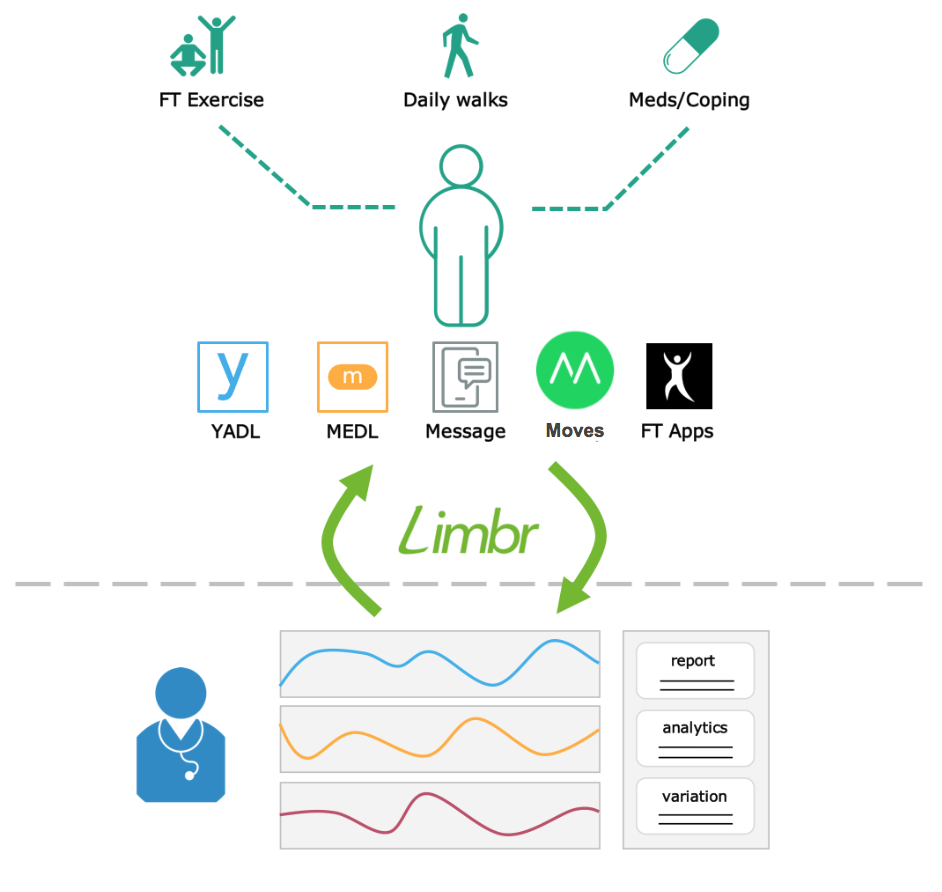 FT Exercise
Daily walks
Meds/Coping
y
m
YADL
MEDL
Message
Moves
FT Apps
Limbr
report
analytics
variation